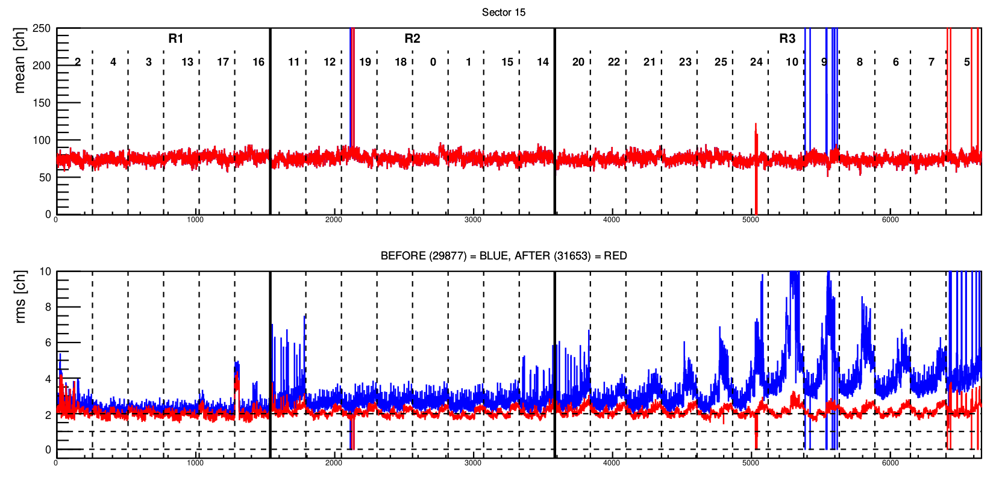 Sector 15
mean [ch]
250
200
150
100
50
0
R1 R2 R3
2 4 3 13 17 16 11 12 19 18 0 1 15 14 20 22 21 23 25 24 10 9 8 6 7 5
0 1000 2000 3000 4000 5000 6000
BEFORE (29877) = BLUE, AFTER (31653) = RED
rms [ch]
10
8
6
4
2
0
0 1000 2000 3000 4000 5000 6000